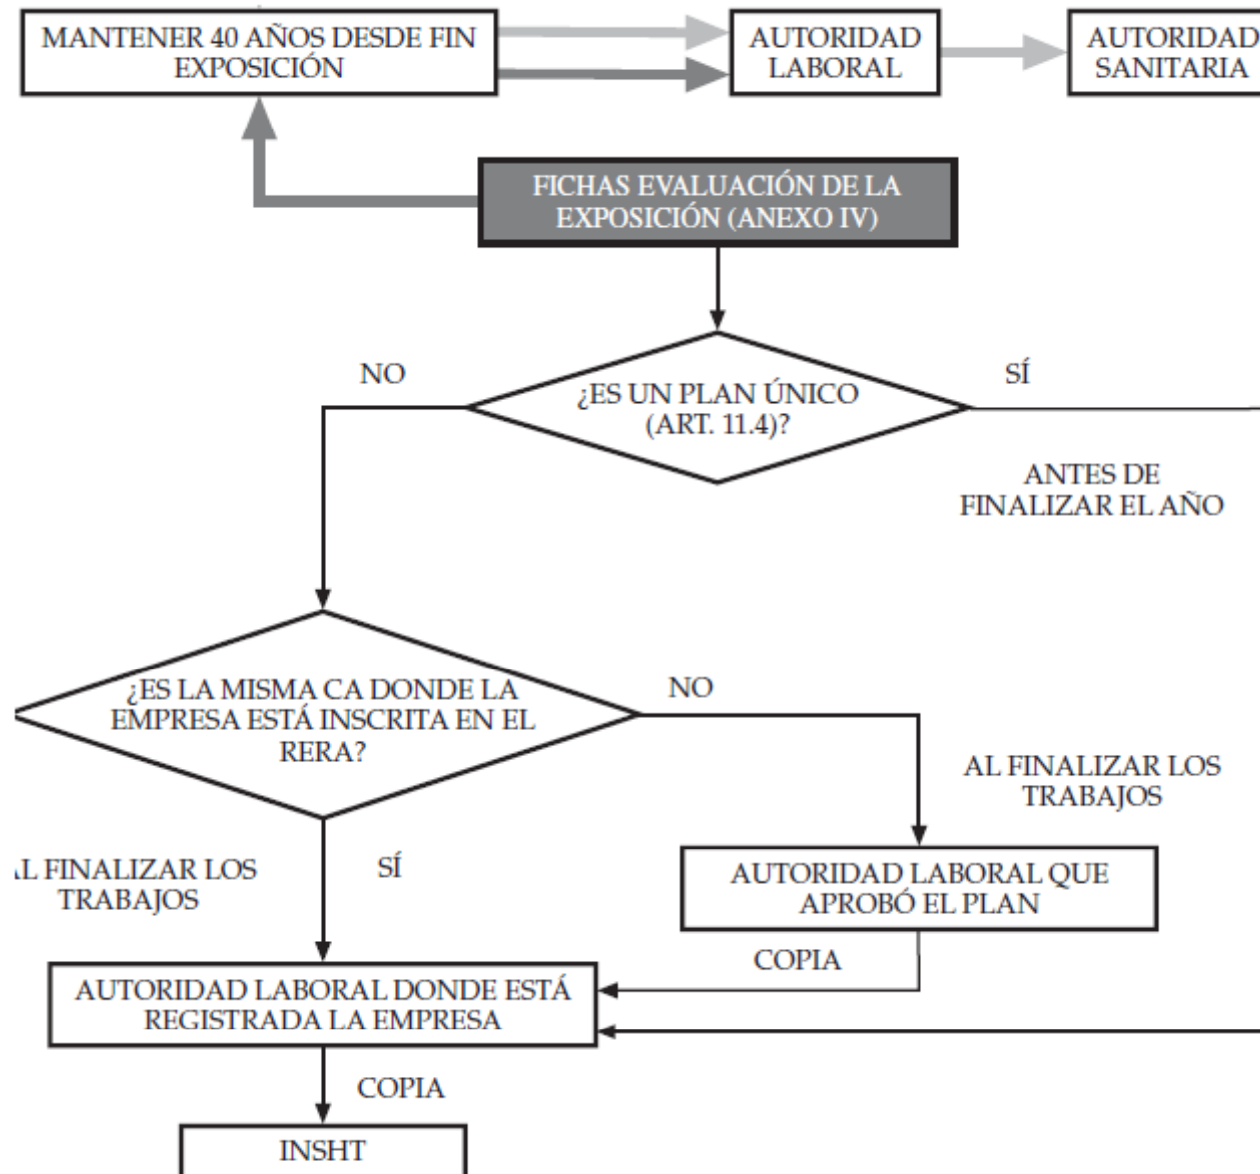 MANTENER 40 AÑOS DESDE FIN
EXPOSICIÓN
AUTORIDAD
LABORAL
AUTORIDAD
SANITARIA
FICHAS EVALUACIÓN DE LA
EXPOSICIÓN (ANEXO IV)
NO
¿ES UN PLAN ÚNICO
(ART. 11.4)?
SÍ
ANTES DE
FINALIZAR EL AÑO
¿ES LA MISMA CA DONDE LA
EMPRESA ESTÁ INSCRITA EN EL
RERA?
NO
AL FINALIZAR LOS
TRABAJOS
AL FINALIZAR LOS
TRABAJOS
SÍ
AUTORIDAD LABORAL QUE
APROBÓ EL PLAN
COPIA
AUTORIDAD LABORAL DONDE ESTÁ
REGISTRADA LA EMPRESA
COPIA
INSHT